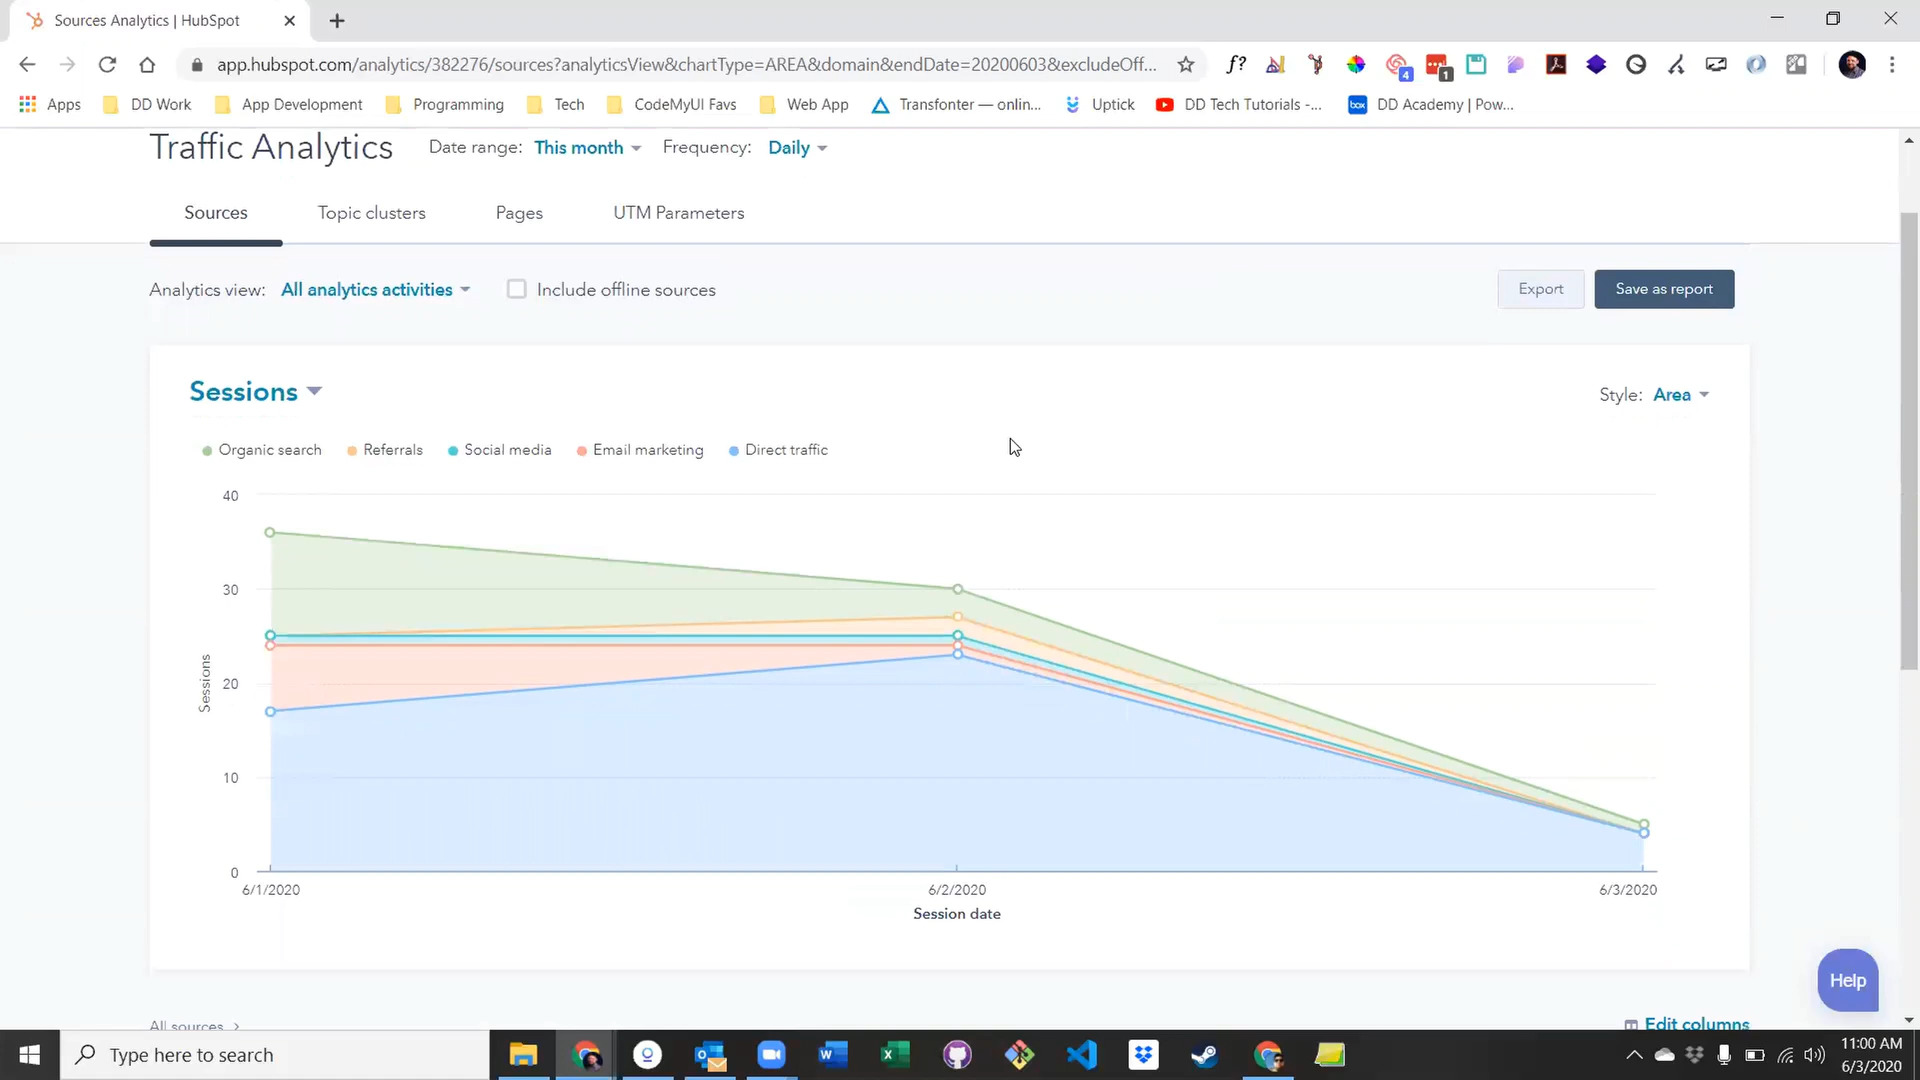 Sources Analytics | HubSpot
app.hubspot.com/analytics/382276/sources?analyticsView&chartType=AREA&domain&endDate=20200603&excludeOff...
f? 4 1
Apps DD Work App Development Programming Tech CodeMyUI Favs Web App Transfonter — onlin... Uptick DD Tech Tutorials -... box DD Academy | Pow...
Traffic Analytics Date range: This month Frequency: Daily
Sources Topic clusters Pages UTM Parameters
Analytics view: All analytics activities Include offline sources Export Save as report
Sessions Style: Area
Organic search Referrals Social media Email marketing Direct traffic
40
30
20
10
0
Sessions
6/1/2020 6/2/2020 6/3/2020
Session date
Help
All sources Edit columns
Type here to search
11:00 AM
6/3/2020